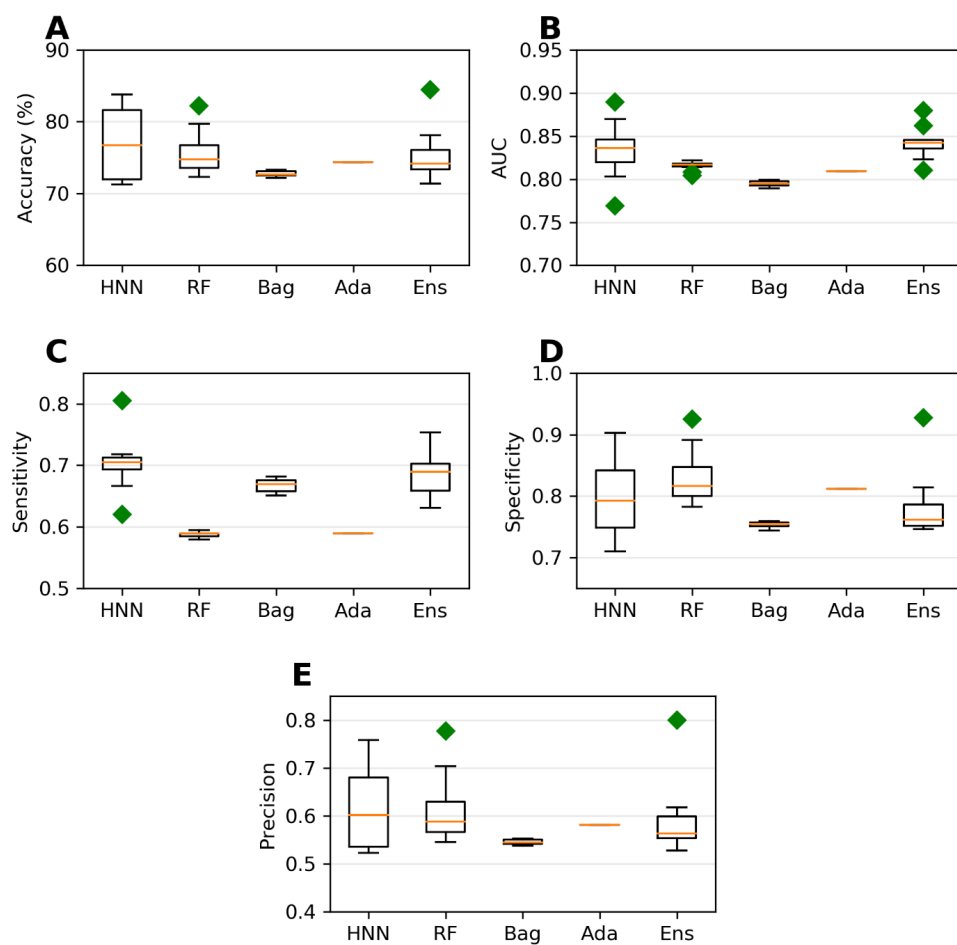 A
Accuracy (%)
90
80
70
60
HNN RF Bag Ada Ens
B
AUC
0.95
0.90
0.85
0.80
0.75
0.70
HNN RF Bag Ada Ens
C
Sensitivity
0.8
0.7
0.6
0.5
HNN RF Bag Ada Ens
D
Specificity
1.0
0.9
0.8
0.7
HNN RF Bag Ada Ens
E
Precision
0.8
0.7
0.6
0.5
0.4
HNN RF Bag Ada Ens